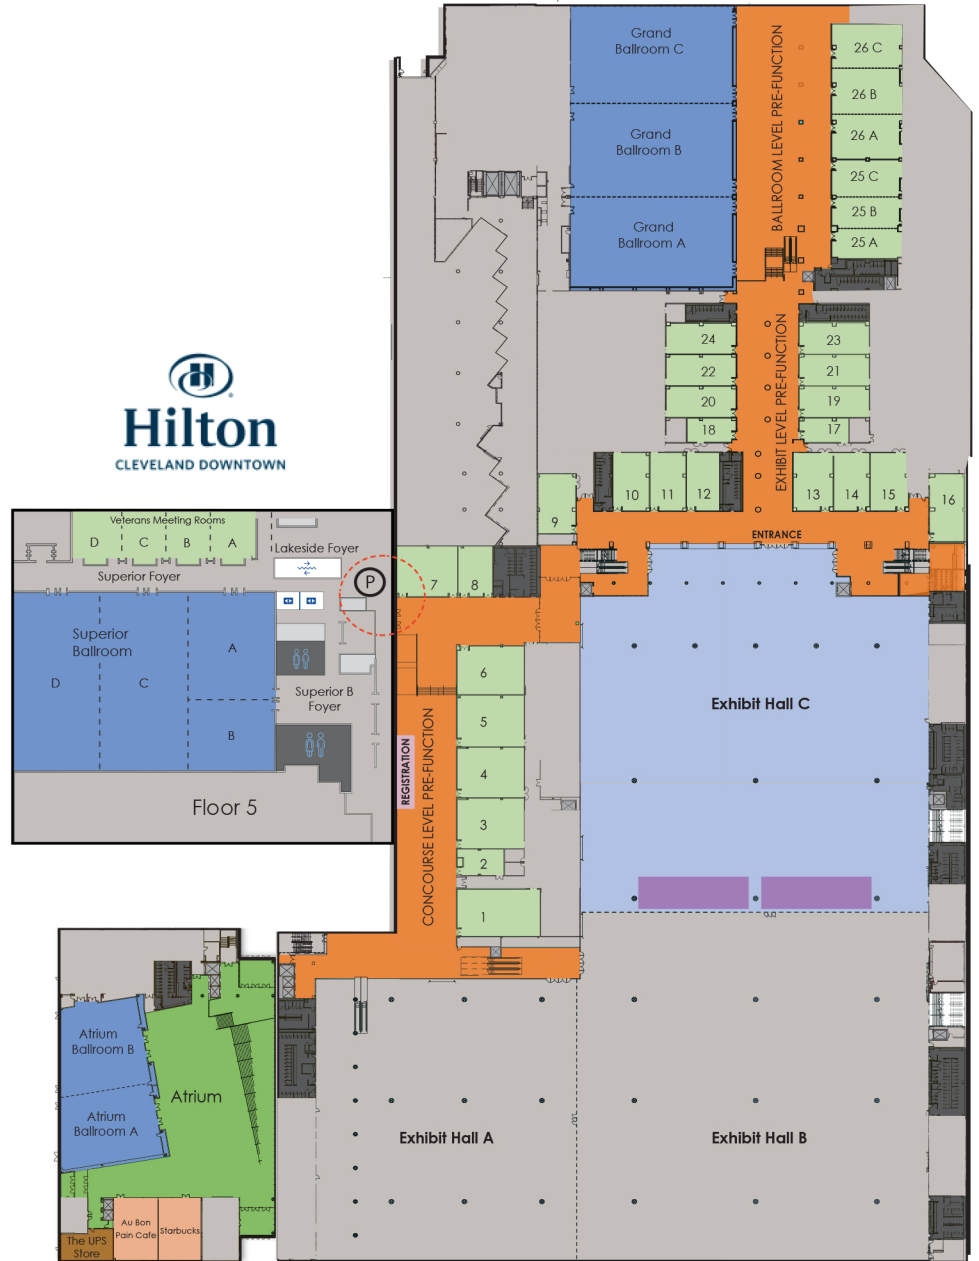 Grand
Ballroom C
Grand
Ballroom B
Grand
Ballroom A
BALLROOM LEVEL PRE-FUNCTION
26 C
26 B
26 A
25 C
25 B
25 A
24
22
20
18
EXHIBIT LEVEL PRE-FUNCTION
23
21
19
17
H
Hilton
CLEVELAND DOWNTOWN
9
10
11
12
13
14
15
16
ENTRANCE
Veterans Meeting Rooms
D
C
B
A
Lakeside Foyer
Superior Foyer
P
7
8
Superior
Ballroom
A
D
C
B
Superior B
Foyer
Floor 5
6
5
4
3
2
1
REGISTRATION
CONCOURSE LEVEL PRE-FUNCTION
Exhibit Hall C
Atrium
Ballroom B
Atrium
Ballroom A
Atrium
Exhibit Hall A
Exhibit Hall B
The UPS
Store
Au Bon
Pain Cafe
Starbucks